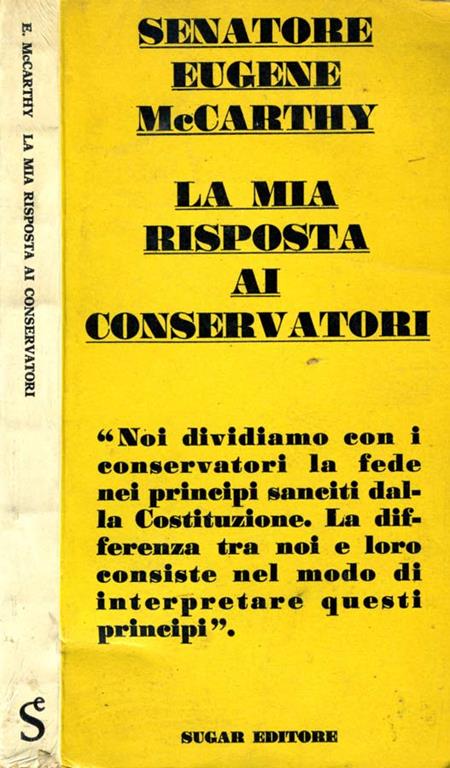 E. McCARTHY LA MIA RISPOSTA AI CONSERVATORI
Se
SENATORE
EUGENE
McCARTHY
LA MIA
RISPOSTA
AI
CONSERVATORI
“Noi dividiamo con i
conservatori la fede
nei principi sanciti dal-
la Costituzione. La dif-
ferenza tra noi e loro
consiste nel modo di
interpretare questi
principi”.
SUGAR EDITORE